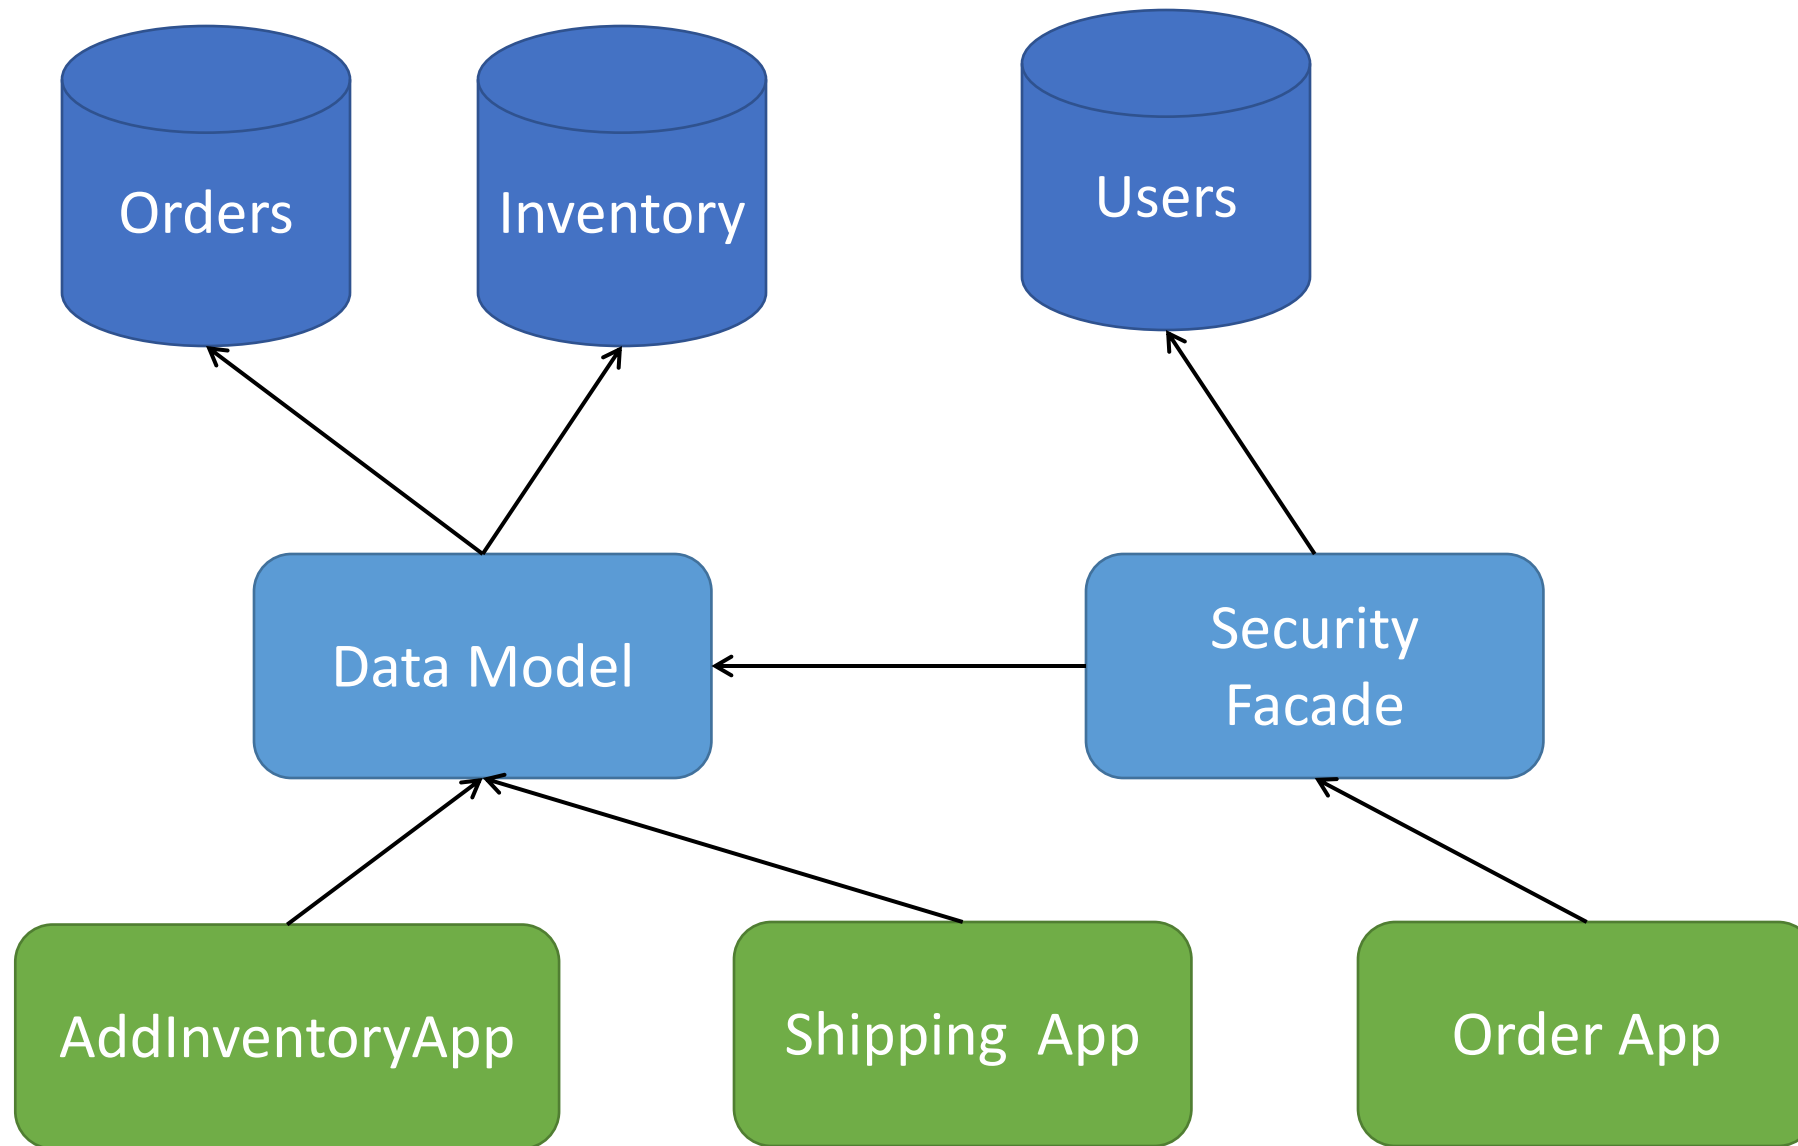 Orders
Inventory
Users
Data Model
Security
Facade
AddInventoryApp
Shipping  App
Order App